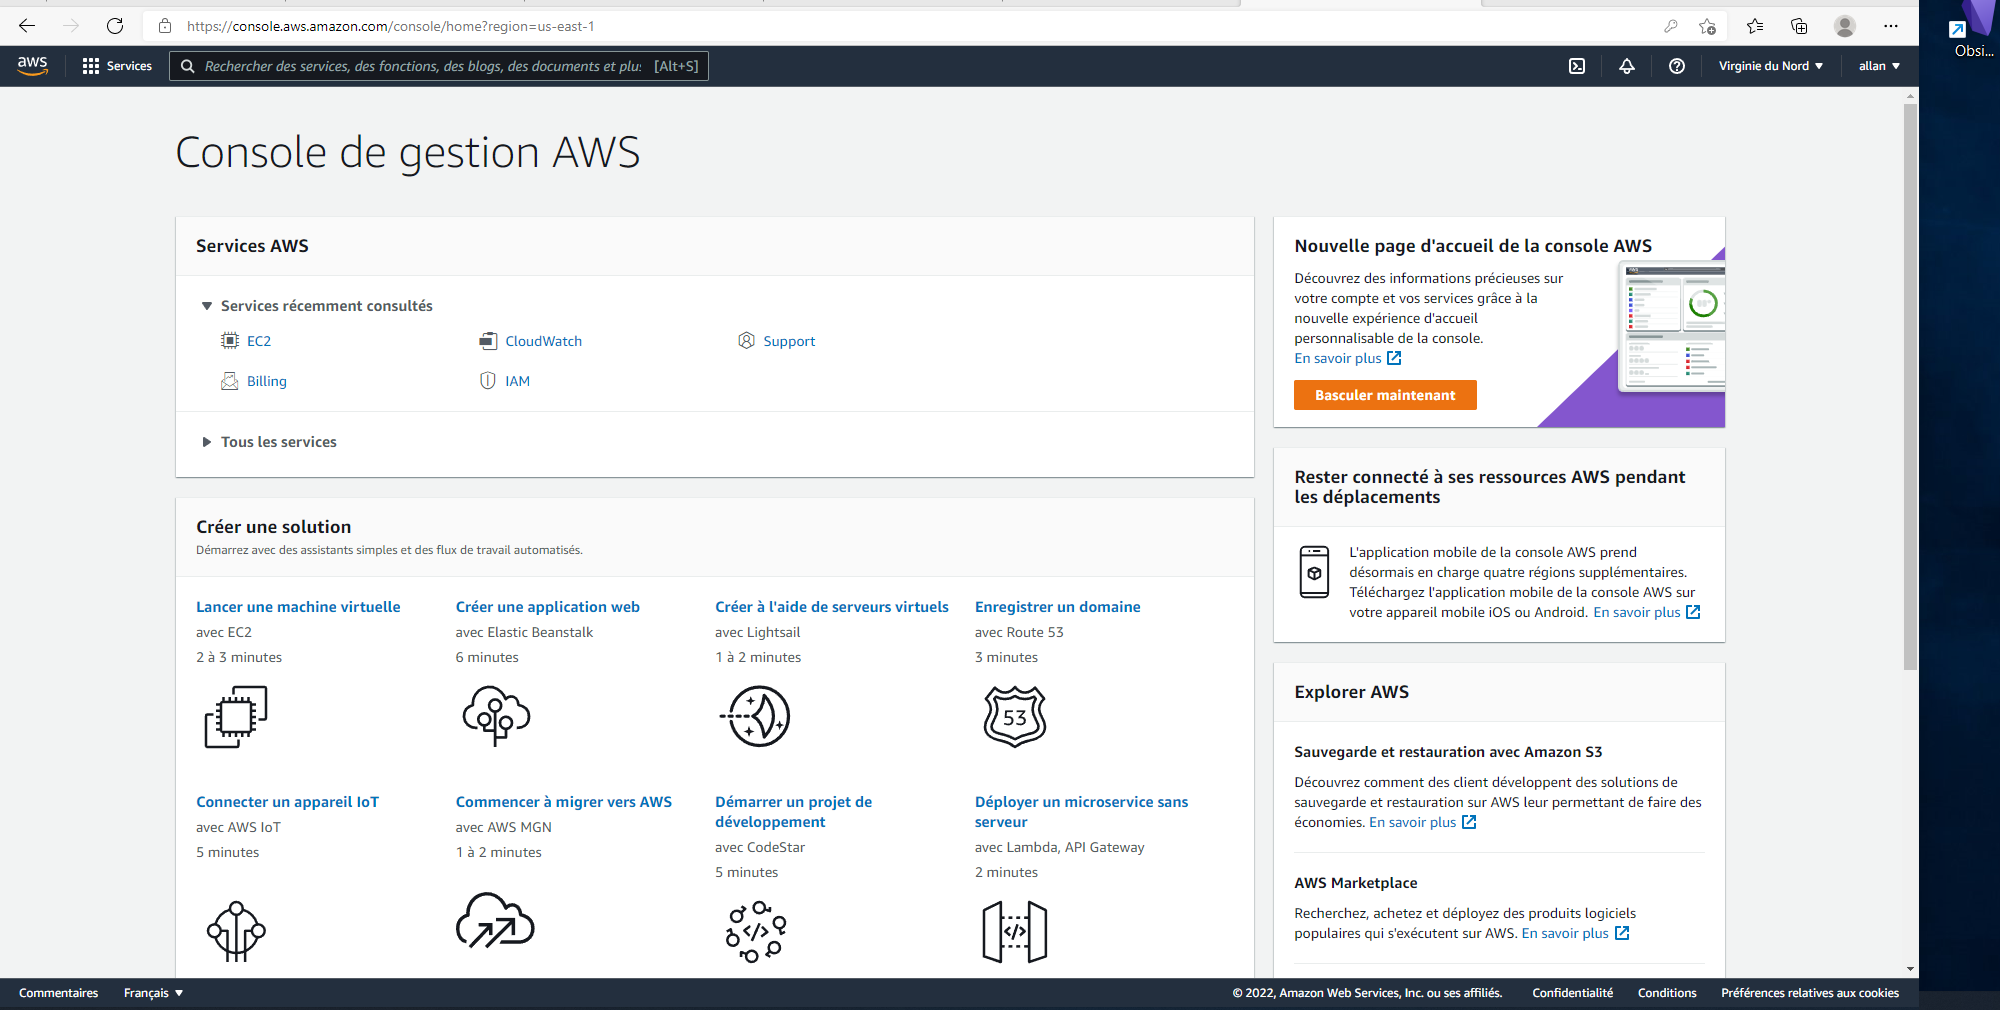 https://console.aws.amazon.com/console/home?region=us-east-1
Obsi...
aws
Services
Rechercher des services, des fonctions, des blogs, des documents et plu: [Alt+S]
Virginie du Nord
allan
Console de gestion AWS
Services AWS
Services récemment consultés
EC2
CloudWatch
Support
Billing
IAM
Tous les services
Créer une solution
Démarrez avec des assistants simples et des flux de travail automatisés.
Lancer une machine virtuelle
avec EC2
2 à 3 minutes
Créer une application web
avec Elastic Beanstalk
6 minutes
Créer à l'aide de serveurs virtuels
avec Lightsail
1 à 2 minutes
Enregistrer un domaine
avec Route 53
3 minutes
53
Connecter un appareil IoT
avec AWS IoT
5 minutes
Commencer à migrer vers AWS
avec AWS MGN
1 à 2 minutes
Démarrer un projet de
développement
avec CodeStar
5 minutes
</>
Déployer un microservice sans
serveur
avec Lambda, API Gateway
2 minutes
</>
Nouvelle page d'accueil de la console AWS
Découvrez des informations précieuses sur
votre compte et vos services grâce à la
nouvelle expérience d'accueil
personnalisable de la console.
En savoir plus
Basculer maintenant
Rester connecté à ses ressources AWS pendant
les déplacements
L'application mobile de la console AWS prend
désormais en charge quatre régions supplémentaires.
Téléchargez l'application mobile de la console AWS sur
votre appareil mobile iOS ou Android. En savoir plus
Explorer AWS
Sauvegarde et restauration avec Amazon S3
Découvrez comment des client développent des solutions de
sauvegarde et restauration sur AWS leur permettant de faire des
économies. En savoir plus
AWS Marketplace
Recherchez, achetez et déployez des produits logiciels
populaires qui s'exécutent sur AWS. En savoir plus
Commentaires
Français
© 2022, Amazon Web Services, Inc. ou ses affiliés.
Confidentialité
Conditions
Préférences relatives aux cookies